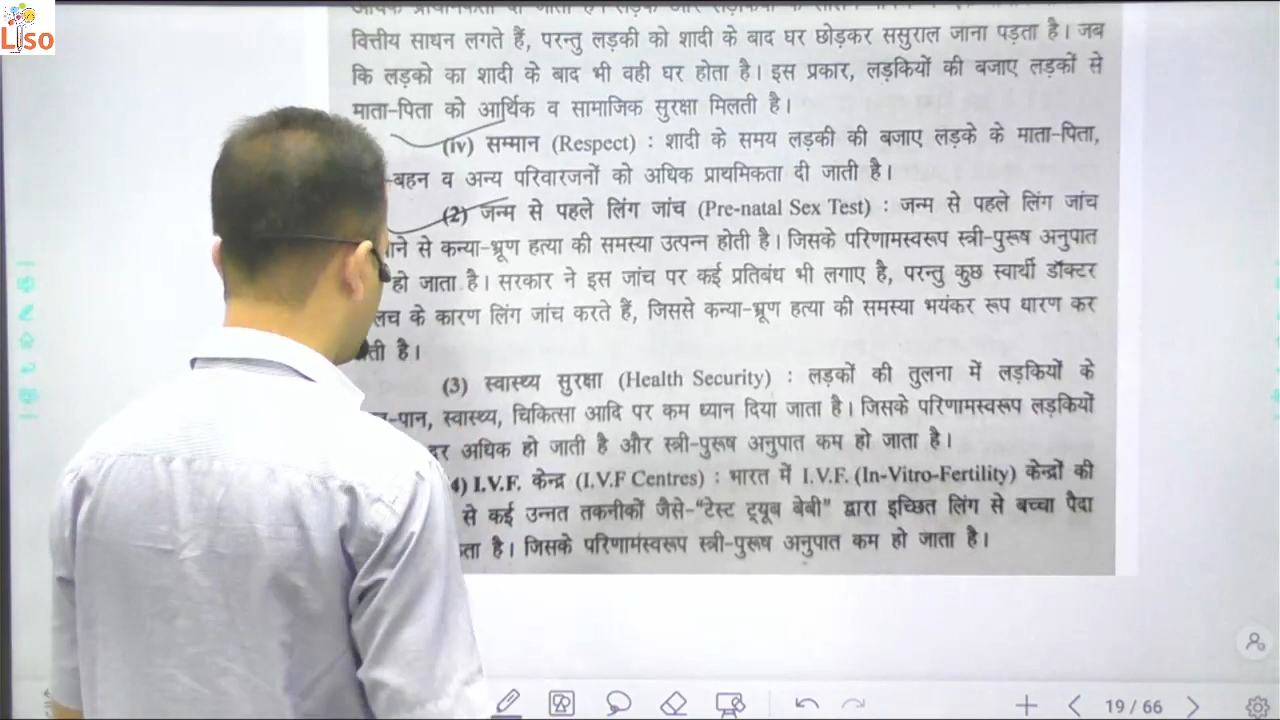 Liso
वित्तीय साधन लगते हैं, परन्तु लड़की को शादी के बाद घर छोड़कर ससुराल जाना पड़ता है। जब
कि लड़को का शादी के बाद भी वही घर होता है। इस प्रकार, लड़कियों की बजाए लड़कों से
माता-पिता को आर्थिक व सामाजिक सुरक्षा मिलती है।
(iv) सम्मान (Respect) : शादी के समय लड़की की बजाए लड़के के माता-पिता,
-बहन व अन्य परिवारजनों को अधिक प्राथमिकता दी जाती है।
(2) जन्म से पहले लिंग जांच (Pre-natal Sex Test) : जन्म से पहले लिंग जांच
से कन्या-भ्रूण हत्या की समस्या उत्पन्न होती है। जिसके परिणामस्वरूप स्त्री-पुरूष अनुपात
हो जाता है। सरकार ने इस जांच पर कई प्रतिबंध भी लगाए है, परन्तु कुछ स्वार्थी डॉक्टर
के कारण लिंग जांच करते हैं, जिससे कन्या-भ्रूण हत्या की समस्या भयंकर रूप धारण कर
है।
(3) स्वास्थ्य सुरक्षा (Health Security) : लड़कों की तुलना में लड़कियों के
-पान, स्वास्थ्य, चिकित्सा आदि पर कम ध्यान दिया जाता है। जिसके परिणामस्वरूप लड़कियों
अधिक हो जाती है और स्त्री-पुरूष अनुपात कम हो जाता है।
4) I.V.F. केन्द्र (I.V.F Centres) : भारत में I.V.F. (In-Vitro-Fertility) केन्द्रों की
से कई उन्नत तकनीकों जैसे-"टेस्ट ट्यूब बेबी" द्वारा इच्छित लिंग से बच्चा पैदा
है। जिसके परिणामस्वरूप स्त्री-पुरूष अनुपात कम हो जाता है।
19 / 66